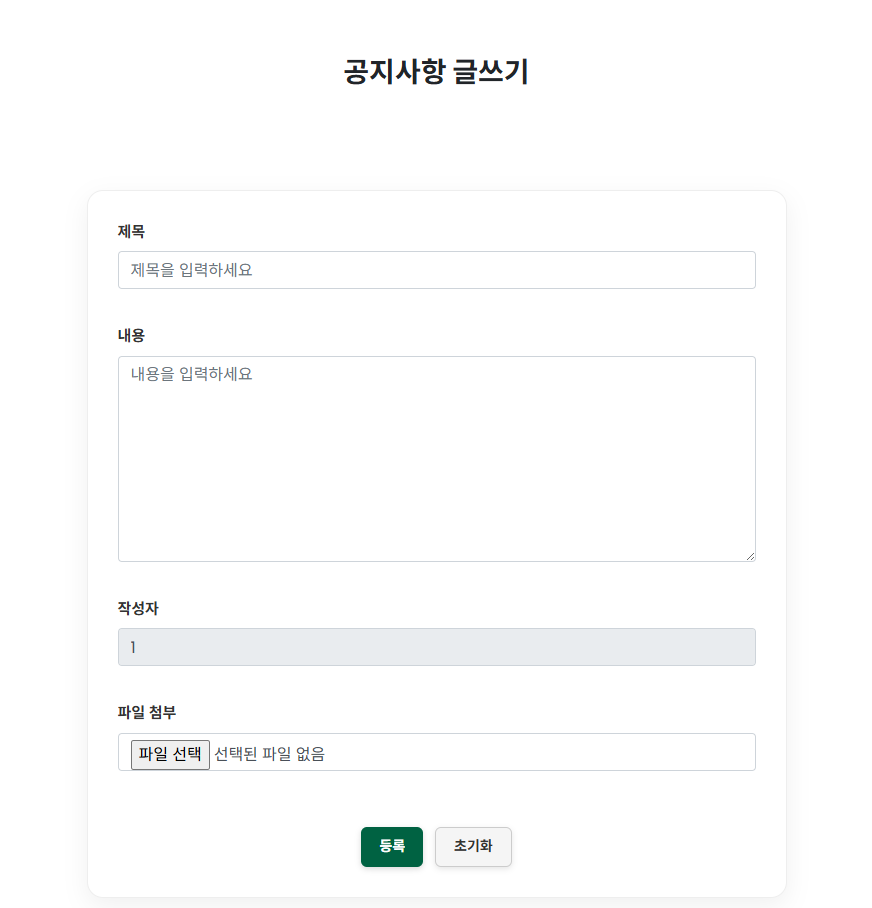 공지사항 글쓰기
제목
제목을 입력하세요
내용
내용을 입력하세요
작성자
1
파일 첨부
파일 선택 선택된 파일 없음
등록 초기화